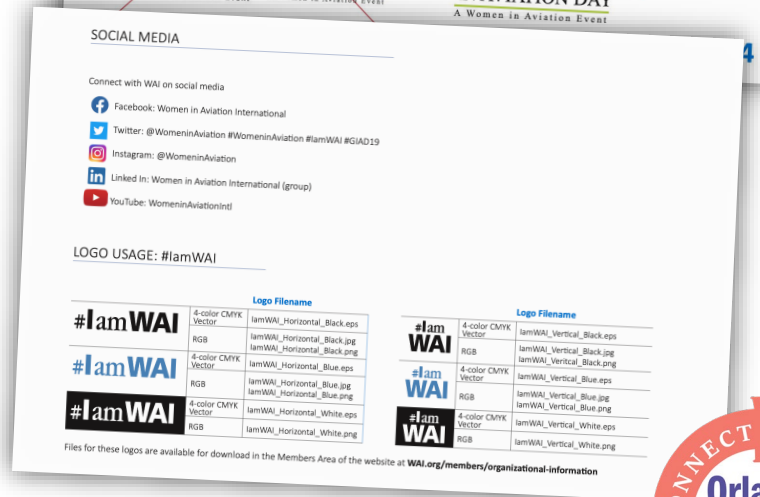 Aviation Event
A Women in Aviation Event
4
SOCIAL MEDIA
Connect with WAI on social media
Facebook: Women in Aviation International
Twitter: @WomeninAviation #WomeninAviation #IamWAI #GIAD19
Instagram: @WomeninAviation
in Linked In: Women in Aviation International (group)
YouTube: WomeninAviationIntl
LOGO USAGE: #IamWAI
Logo Filename
#IamWAI
4-color CMYK Vector
IamWAI_Horizontal_Black.eps
RGB
IamWAI_Horizontal_Black.jpg
IamWAI_Horizontal_Black.png
#IamWAI
4-color CMYK Vector
IamWAI_Horizontal_Blue.eps
RGB
IamWAI_Horizontal_Blue.jpg
IamWAI_Horizontal_Blue.png
#IamWAI
4-color CMYK Vector
IamWAI_Horizontal_White.eps
RGB
IamWAI_Horizontal_White.png
Logo Filename
#Iam
WAI
4-color CMYK
Vector
IamWAI_Vertical_Black.eps
RGB
IamWAI_Vertical_Black.jpg
IamWAI_Veritcal_Black.png
#Iam
WAI
4-color CMYK
Vector
IamWAI_Vertical_Blue.eps
RGB
IamWAI_Vertical_Blue.jpg
IamWAI_Vertical_Blue.png
#Iam
WAI
4-color CMYK
Vector
IamWAI_Vertical_White.eps
RGB
IamWAI_Vertical_White.png
Files for these logos are available for download in the Members Area of the website at WAI.org/members/organizational-information
NNECT
Orla